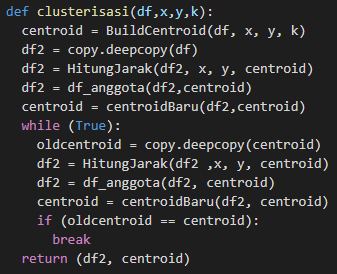 def clusterisasi(df,x,y,k):
  centroid = BuildCentroid(df, x, y, k)
  df2 = copy.deepcopy(df)
  df2 = HitungJarak(df2, x, y, centroid)
  df2 = df_anggota(df2,centroid)
  centroid = centroidBaru(df2,centroid)
  while (True):
    oldcentroid = copy.deepcopy(centroid)
    df2 = HitungJarak(df2 ,x, y, centroid)
    df2 = df_anggota(df2, centroid)
    centroid = centroidBaru(df2, centroid)
    if (oldcentroid == centroid):
      break
  return (df2, centroid)